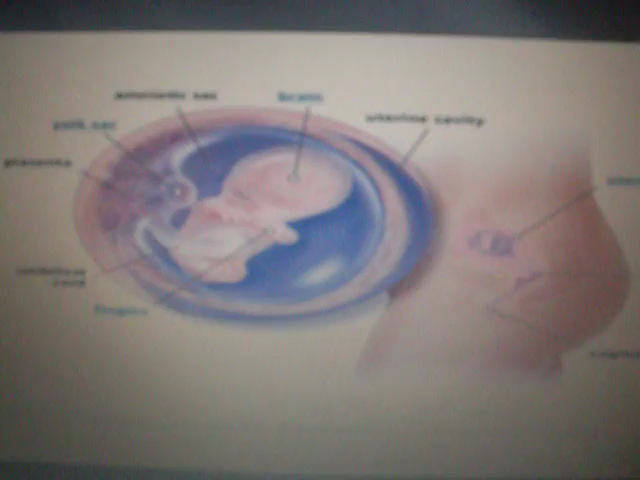 amniotic sac
brain
yolk sac
uterine cavity
placenta
umbilical
cord
fingers